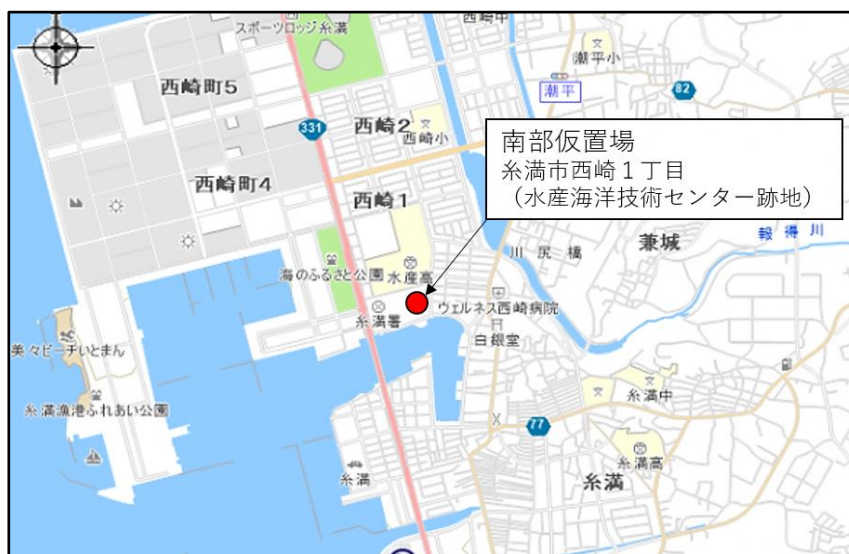 スポーツロッジ糸満
西崎中
潮平小
西崎町5
潮平
82
331
西崎2
西崎小
南部仮置場
糸満市西崎１丁目
（水産海洋技術センター跡地）
西崎町4
西崎1
報得川
兼城
川尻橋
海のふるさと公園
水産高
ウェルネス西崎病院
糸満署
白銀堂
美々ビーチいとまん
糸満中
糸満漁港ふれあい公園
77
糸満高
糸満
糸満